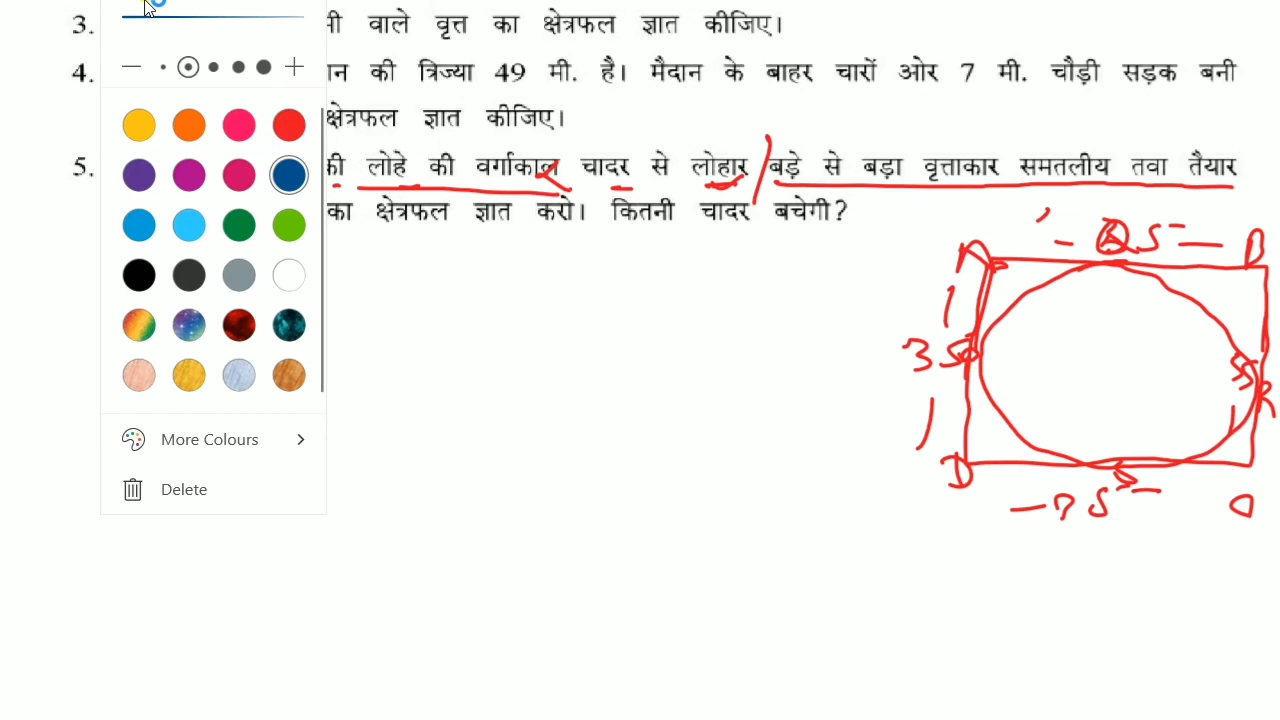 3. मी वाले वृत्त का क्षेत्रफल ज्ञात कीजिए।
4. की त्रिज्या 49 मी. है। मैदान के बाहर चारों ओर 7 मी. चौड़ी सड़क बनी
क्षेत्रफल ज्ञात कीजिए।
5. की लोहे की वर्गाकाल चादर से लोहार बड़े से बड़ा वृत्ताकार समतलीय तवा तैयार
का क्षेत्रफल ज्ञात करो। कितनी चादर बचेगी?
B
35
D
More Colours
Delete